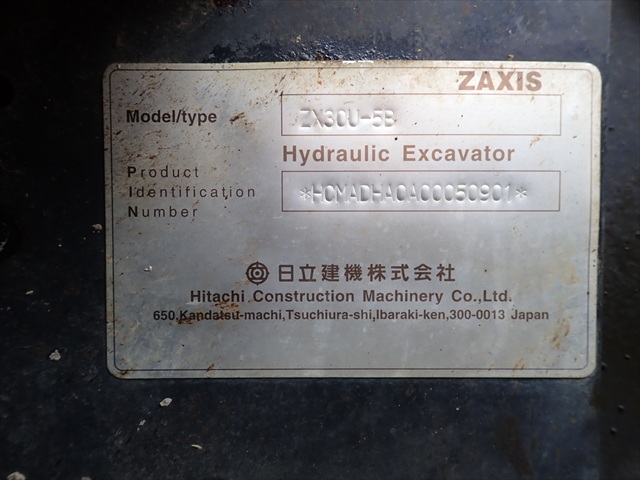 ZAXIS
Model/type ZX30U-5B
Hydraulic Excavator
Product
Identification *HCMADHA0A00050901*
Number
日立建機株式会社
Hitachi Construction Machinery Co.,Ltd.
650,Kandatsu-machi,Tsuchiura-shi,Ibaraki-ken,300-0013 Japan